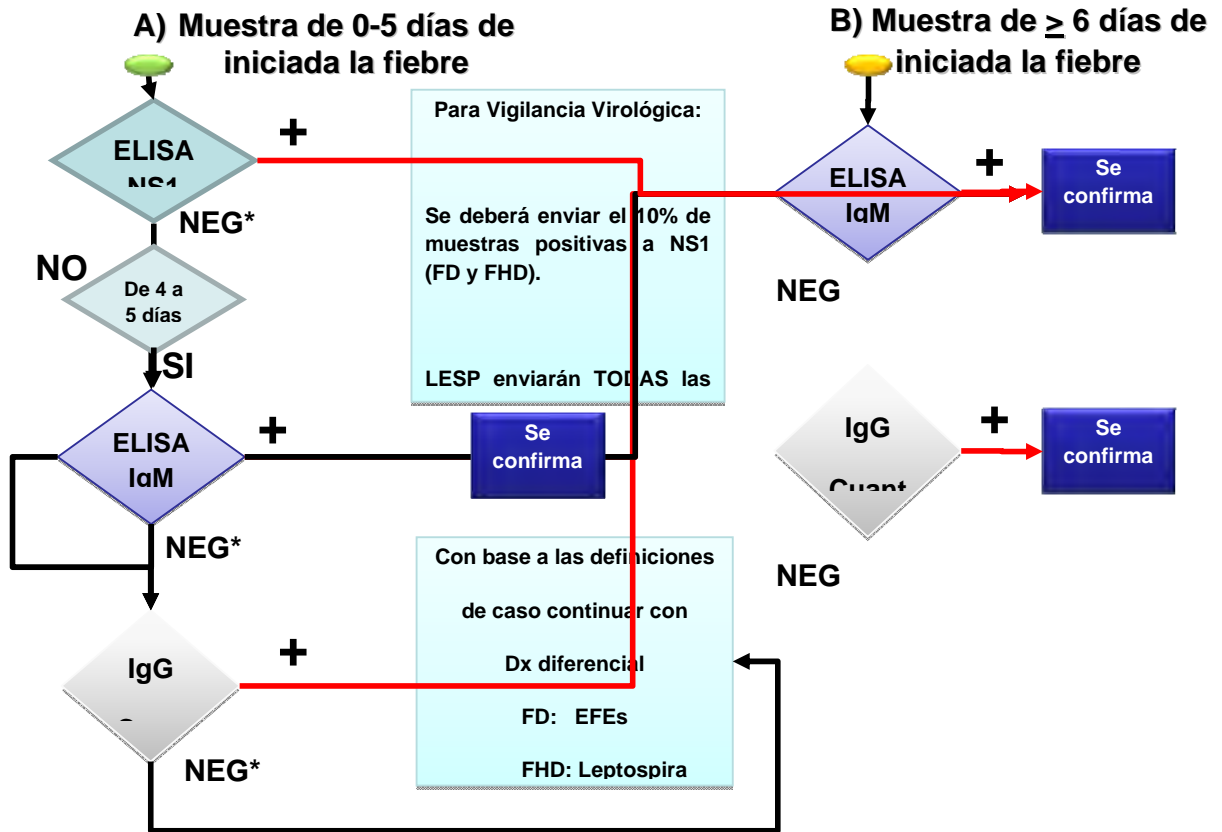 A) Muestra de 0-5 días de
iniciada la fiebre
ELISA
NS1
+
NEG*
NO
De 4 a
5 días
SI
ELISA
IgM
+
Se
confirma
NEG*
IgG
+
NEG*
Para Vigilancia Virológica:
Se deberá enviar el 10% de
muestras positivas a NS1
(FD y FHD).
LESP enviarán TODAS las
Con base a las definiciones
de caso continuar con
Dx diferencial
FD: EFEs
FHD: Leptospira
B) Muestra de > 6 días de
iniciada la fiebre
ELISA
IgM
+
Se
confirma
NEG
IgG
Cuant
+
Se
confirma
NEG